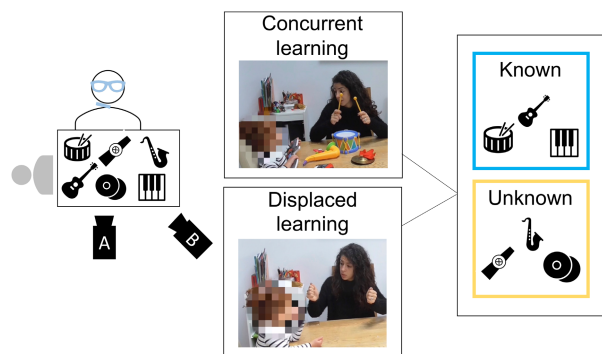 Concurrent
learning
Known
A
B
Displaced
learning
Unknown